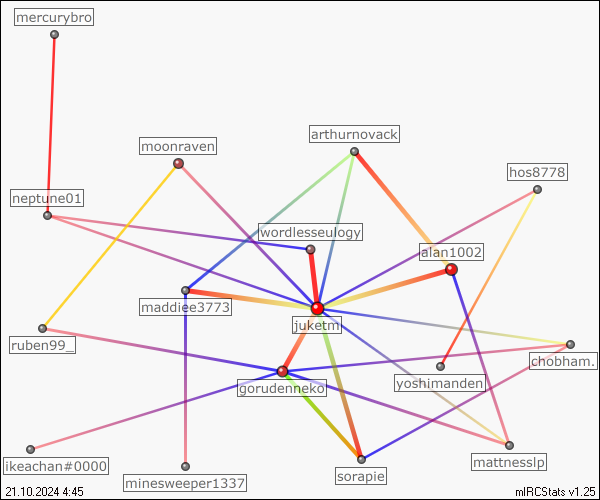 mercurybro
arthurnovack
moonraven
hos8778
neptune01
wordlesseulogy
alan1002
maddiee3773
juketm
ruben99_
chobham.
gorudenneko
yoshimanden
ikeachan#0000
mattnesslp
sorapie
minesweeper1337
21.10.2024 4:45
mIRCStats v1.25